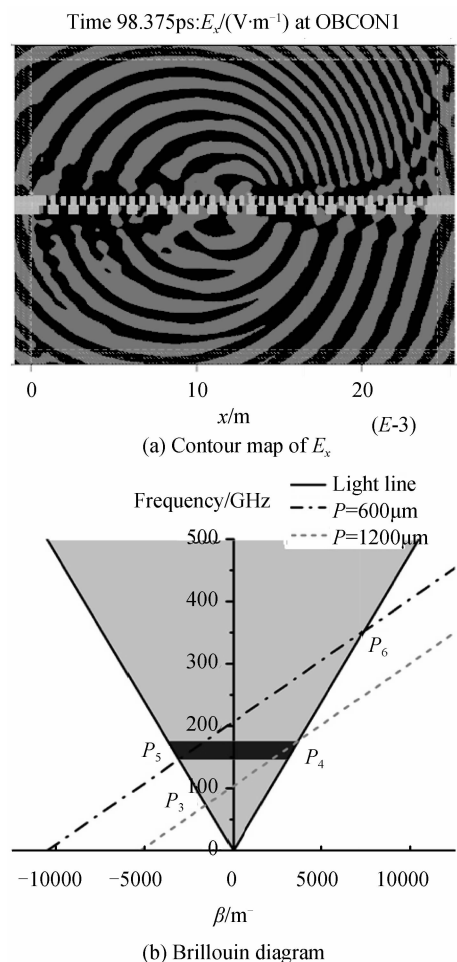 Time 98.375ps:Eₓ/(V·m⁻¹) at OBCON1
0 10 20
x/m (E-3)
(a) Contour map of Eₓ
Frequency/GHz
Light line
P=600μm
P=1200μm
500
400
300
200
100
0
P₆
P₅
P₄
P₃
−10000 −5000 0 5000 10000
β/m⁻
(b) Brillouin diagram